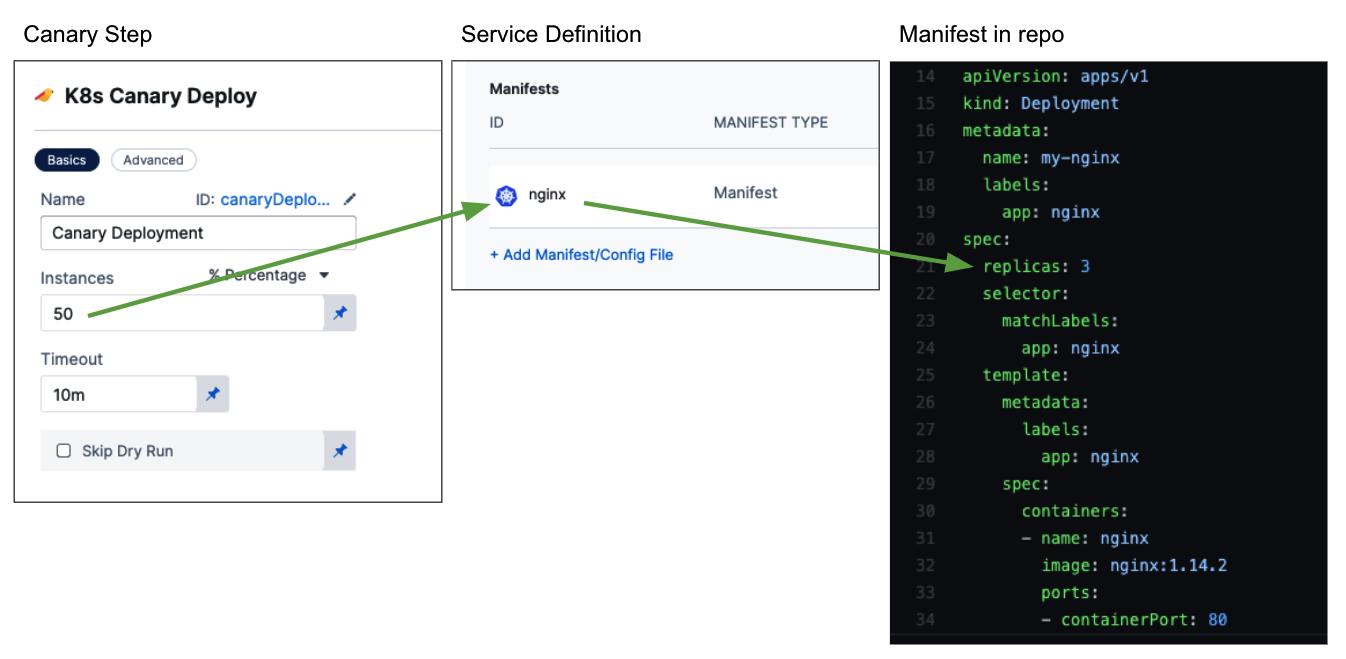 Canary Step
K8s Canary Deploy
Basics Advanced
Name ID: canaryDeplo...
Canary Deployment
Instances % Percentage
50
Timeout
10m
Skip Dry Run
Service Definition
Manifests
ID MANIFEST TYPE
nginx Manifest
+ Add Manifest/Config File
Manifest in repo
14 apiVersion: apps/v1
15 kind: Deployment
16 metadata:
17 name: my-nginx
18 labels:
19 app: nginx
20 spec:
21 replicas: 3
22 selector:
23 matchLabels:
24 app: nginx
25 template:
26 metadata:
27 labels:
28 app: nginx
29 spec:
30 containers:
31 - name: nginx
32 image: nginx:1.14.2
33 ports:
34 - containerPort: 80